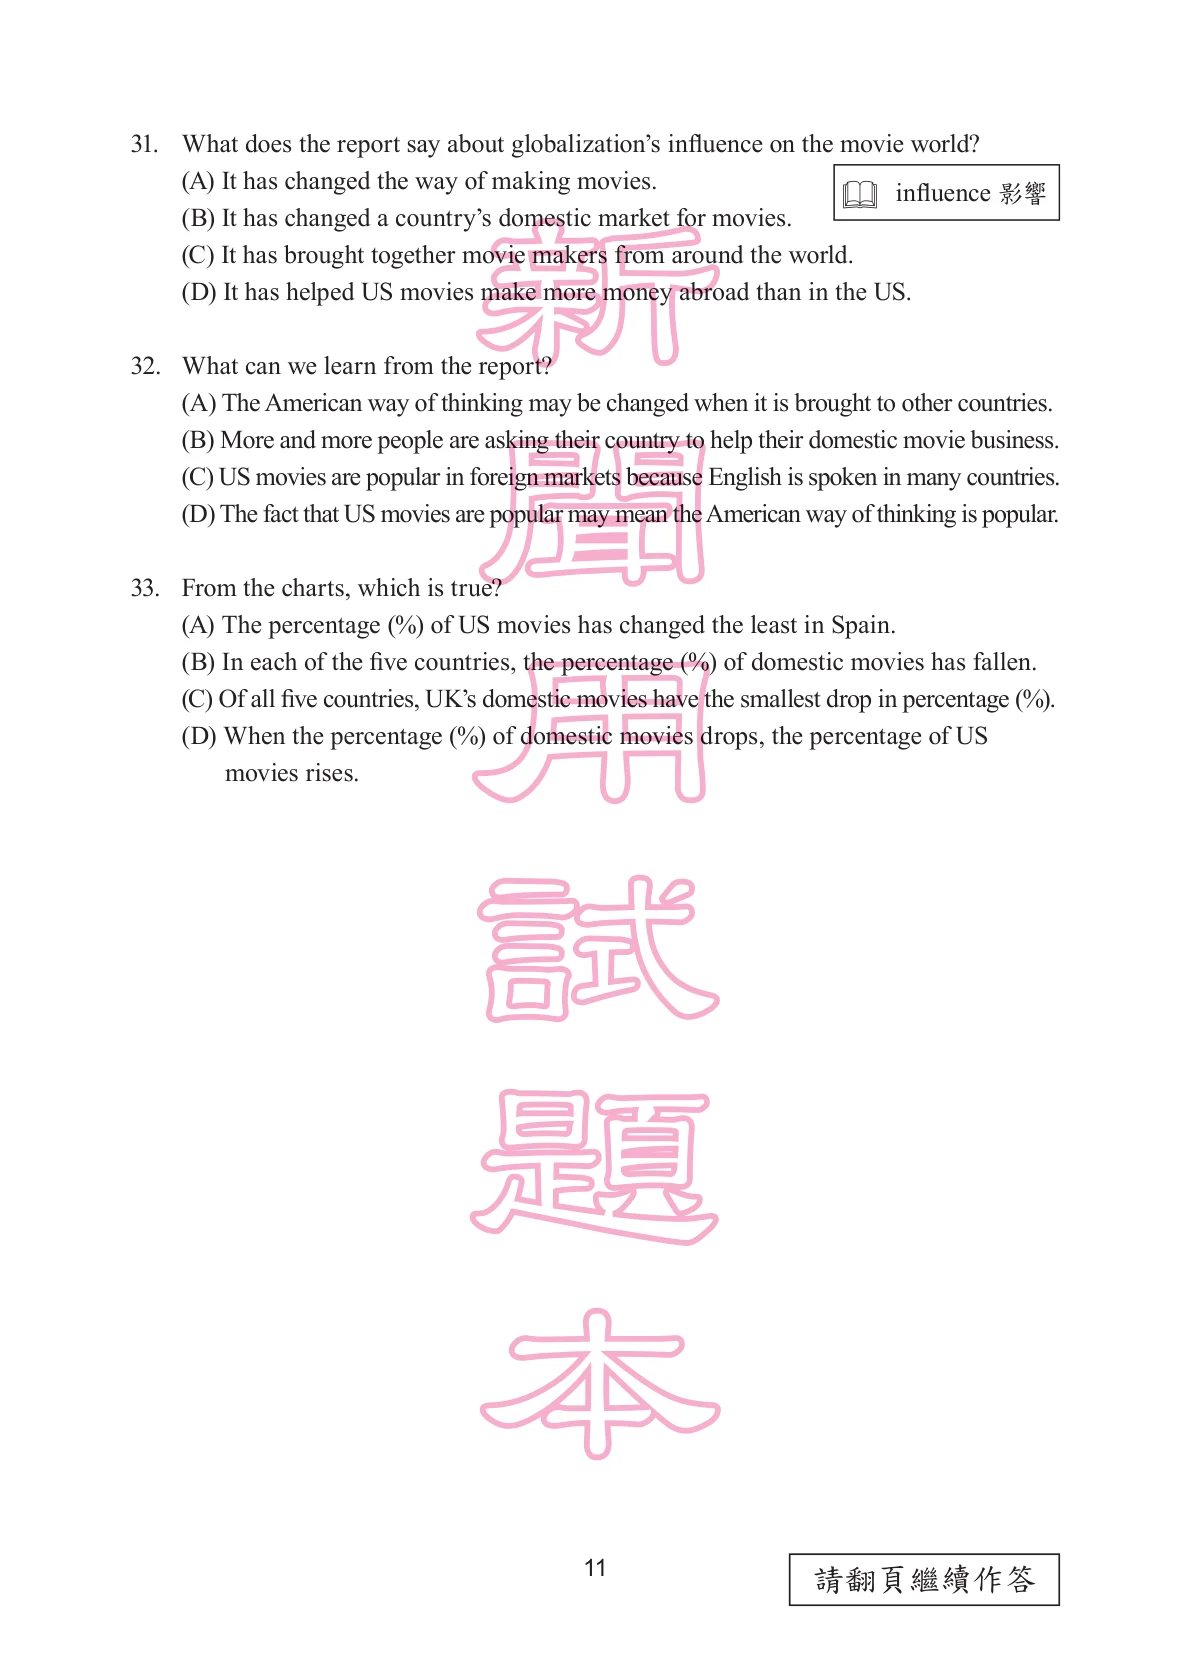 31. What does the report say about globalization’s influence on the movie world?
(A) It has changed the way of making movies.
influence 影響
(B) It has changed a country’s domestic market for movies.
(C) It has brought together movie makers from around the world.
(D) It has helped US movies make more money abroad than in the US.
32. What can we learn from the report?
(A) The American way of thinking may be changed when it is brought to other countries.
(B) More and more people are asking their country to help their domestic movie business.
(C) US movies are popular in foreign markets because English is spoken in many countries.
(D) The fact that US movies are popular may mean the American way of thinking is popular.
33. From the charts, which is true?
(A) The percentage (%) of US movies has changed the least in Spain.
(B) In each of the five countries, the percentage (%) of domestic movies has fallen.
(C) Of all five countries, UK’s domestic movies have the smallest drop in percentage (%).
(D) When the percentage (%) of domestic movies drops, the percentage of US
movies rises.
新聞用試題本
11
請翻頁繼續作答